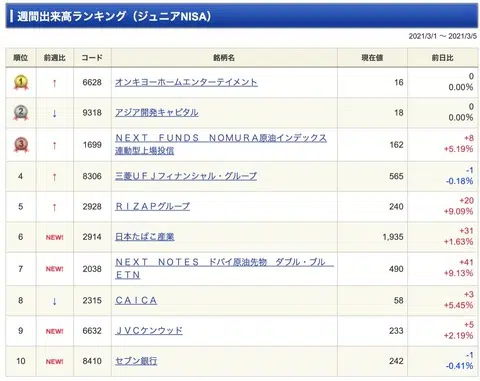 週間出来高ランキング（ジュニアNISA）
2021/3/1 ～ 2021/3/5
順位 前週比 コード 銘柄名 現在値 前日比
1 ↑ 6628 オンキヨーホームエンターテイメント 16 0
0.00%
2 ↓ 9318 アジア開発キャピタル 18 0
0.00%
3 ↑ 1699 ＮＥＸＴ　ＦＵＮＤＳ　ＮＯＭＵＲＡ原油インデックス 162 +8
連動型上場投信 +5.19%
4 ↑ 8306 三菱ＵＦＪフィナンシャル・グループ 565 -1
-0.18%
5 ↑ 2928 ＲＩＺＡＰグループ 240 +20
+9.09%
6 NEW! 2914 日本たばこ産業 1,935 +31
+1.63%
7 NEW! 2038 ＮＥＸＴ　ＮＯＴＥＳ　ドバイ原油先物　ダブル・ブル 490 +41
ＥＴＮ +9.13%
8 ↓ 2315 ＣＡＩＣＡ 58 +3
+5.45%
9 NEW! 6632 ＪＶＣケンウッド 233 +5
+2.19%
10 NEW! 8410 セブン銀行 242 -1
-0.41%